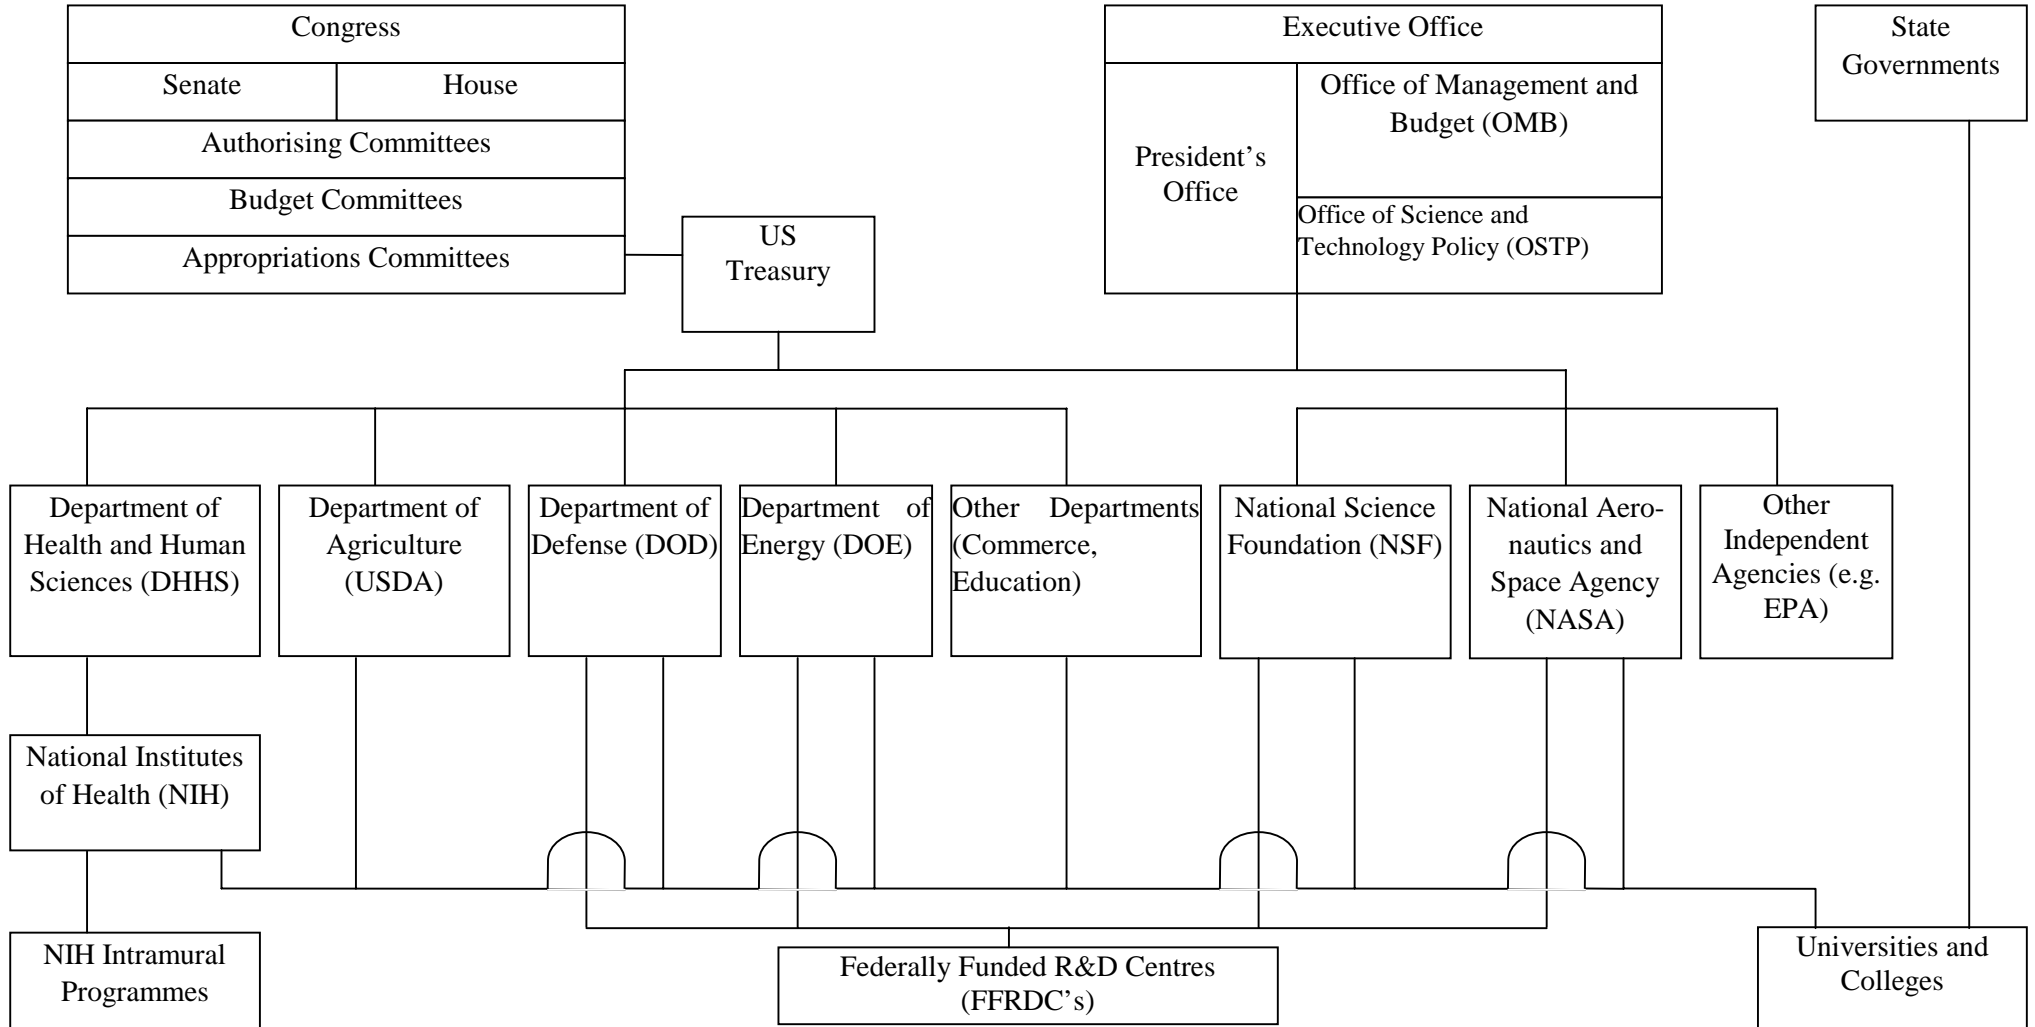 Congress
Senate
House
Authorising Committees
Budget Committees
Appropriations Committees
US
Treasury
Executive Office
President’s
Office
Office of Management and
Budget (OMB)
Office of Science and
Technology Policy (OSTP)
State
Governments
Department of
Health and Human
Sciences (DHHS)
Department of
Agriculture
(USDA)
Department of
Defense (DOD)
Department of
Energy (DOE)
Other Departments
(Commerce,
Education)
National Science
Foundation (NSF)
National Aero-
nautics and
Space Agency
(NASA)
Other
Independent
Agencies (e.g.
EPA)
National Institutes
of Health (NIH)
NIH Intramural
Programmes
Federally Funded R&D Centres
(FFRDC’s)
Universities and
Colleges